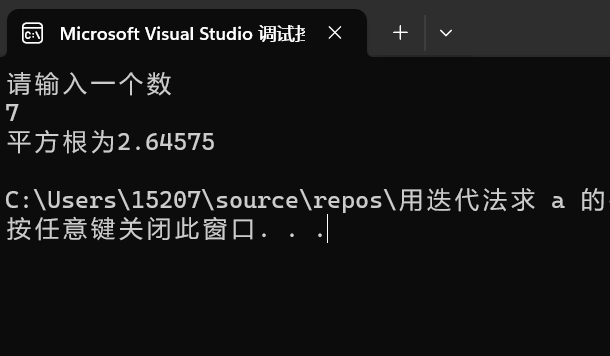 Microsoft Visual Studio 调试
请输入一个数
7
平方根为2.64575
C:\Users\15207\source\repos\用迭代法求 a 的
按任意键关闭此窗口. . .